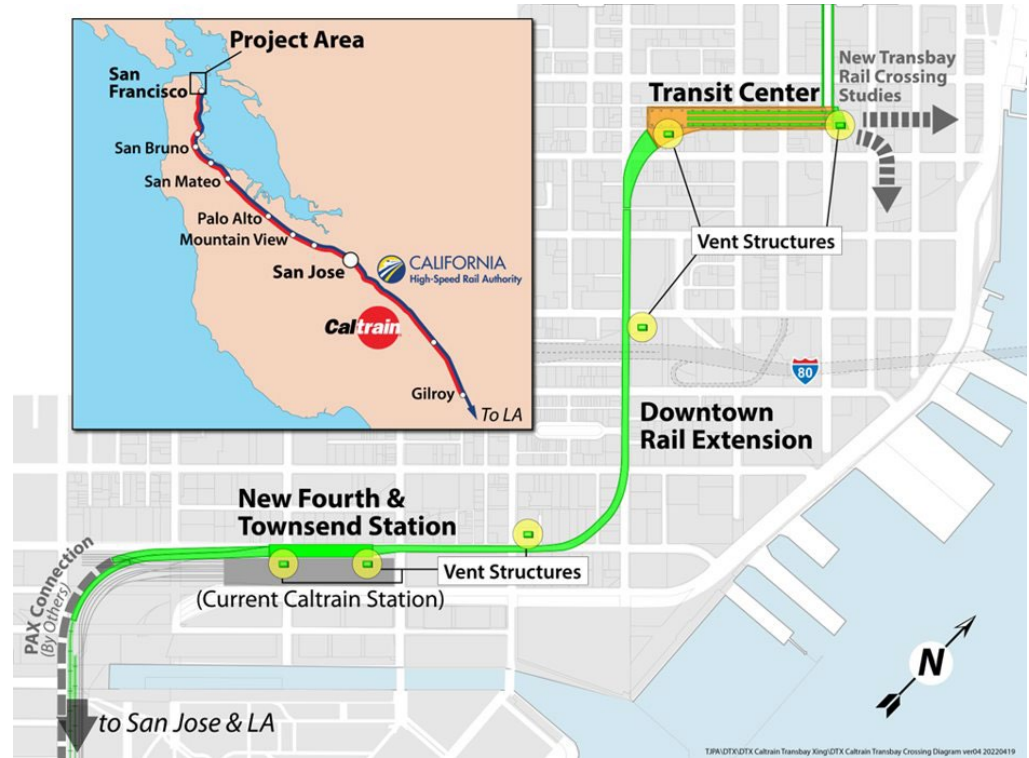 Project Area
San
Francisco
San Bruno
San Mateo
Palo Alto
Mountain View
San Jose
CALIFORNIA
High-Speed Rail Authority
Caltrain
Gilroy
To LA
New Transbay
Rail Crossing
Studies
Transit Center
Vent Structures
80
Downtown
Rail Extension
New Fourth &
Townsend Station
Vent Structures
(Current Caltrain Station)
PAX Connection
(By Others)
to San Jose & LA
N
TJPA\DTX\DTX Caltrain Transbay Xing\DTX Caltrain Transbay Crossing Diagram ver04 20220419